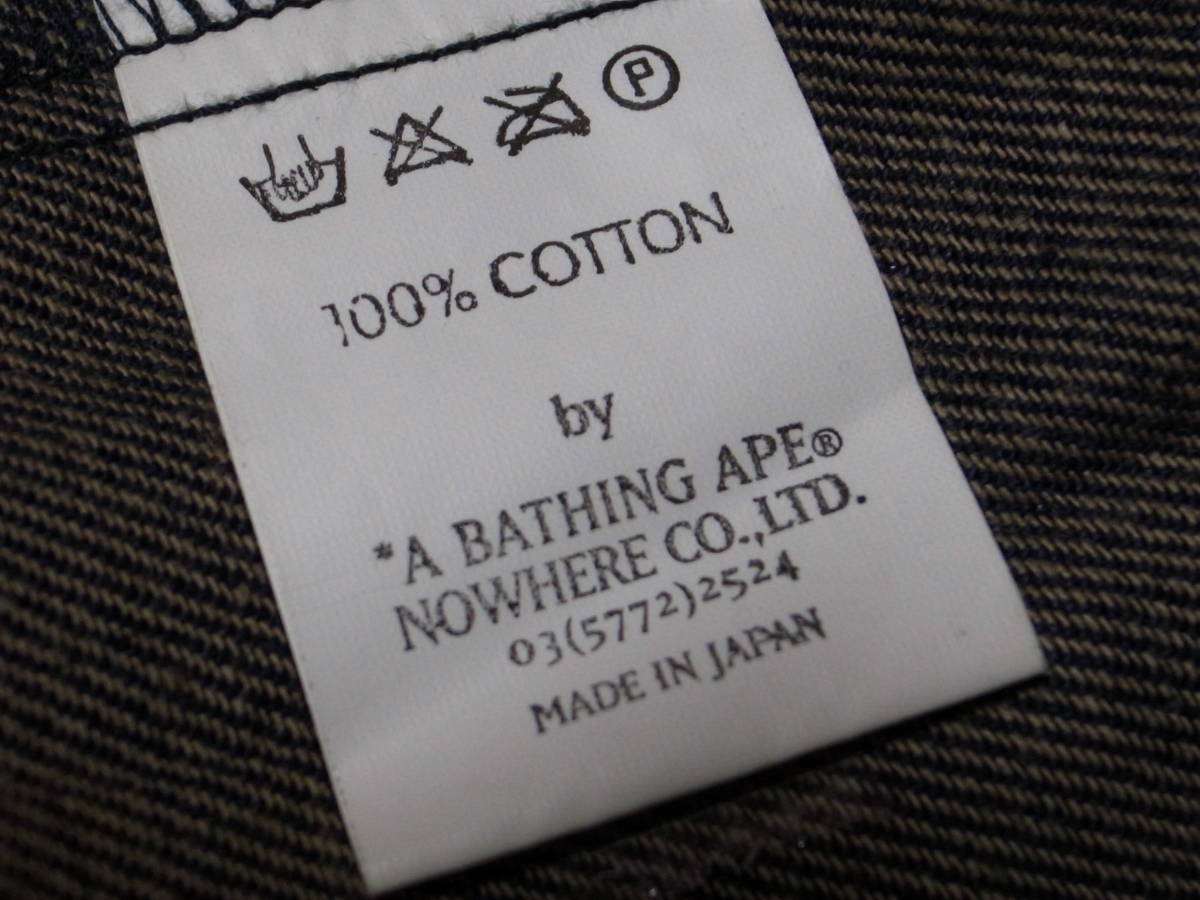 P
100% COTTON
by
*A BATHING APE®
NOWHERE CO.,LTD.
03(5772)2524
MADE IN JAPAN